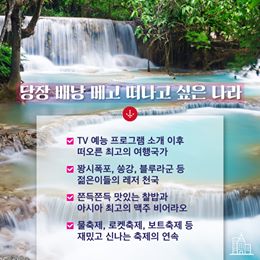 당장 배낭 메고 떠나고 싶은 나라
TV 예능 프로그램 소개 이후
떠오른 최고의 여행국가
왕시폭포, 쏭강, 블루라군 등
젊은이들의 레저 천국
쫀득쫀득 맛있는 찰밥과
아시아 최고의 맥주 비어라오
물축제, 로켓축제, 보트축제 등
재밌고 신나는 축제의 연속